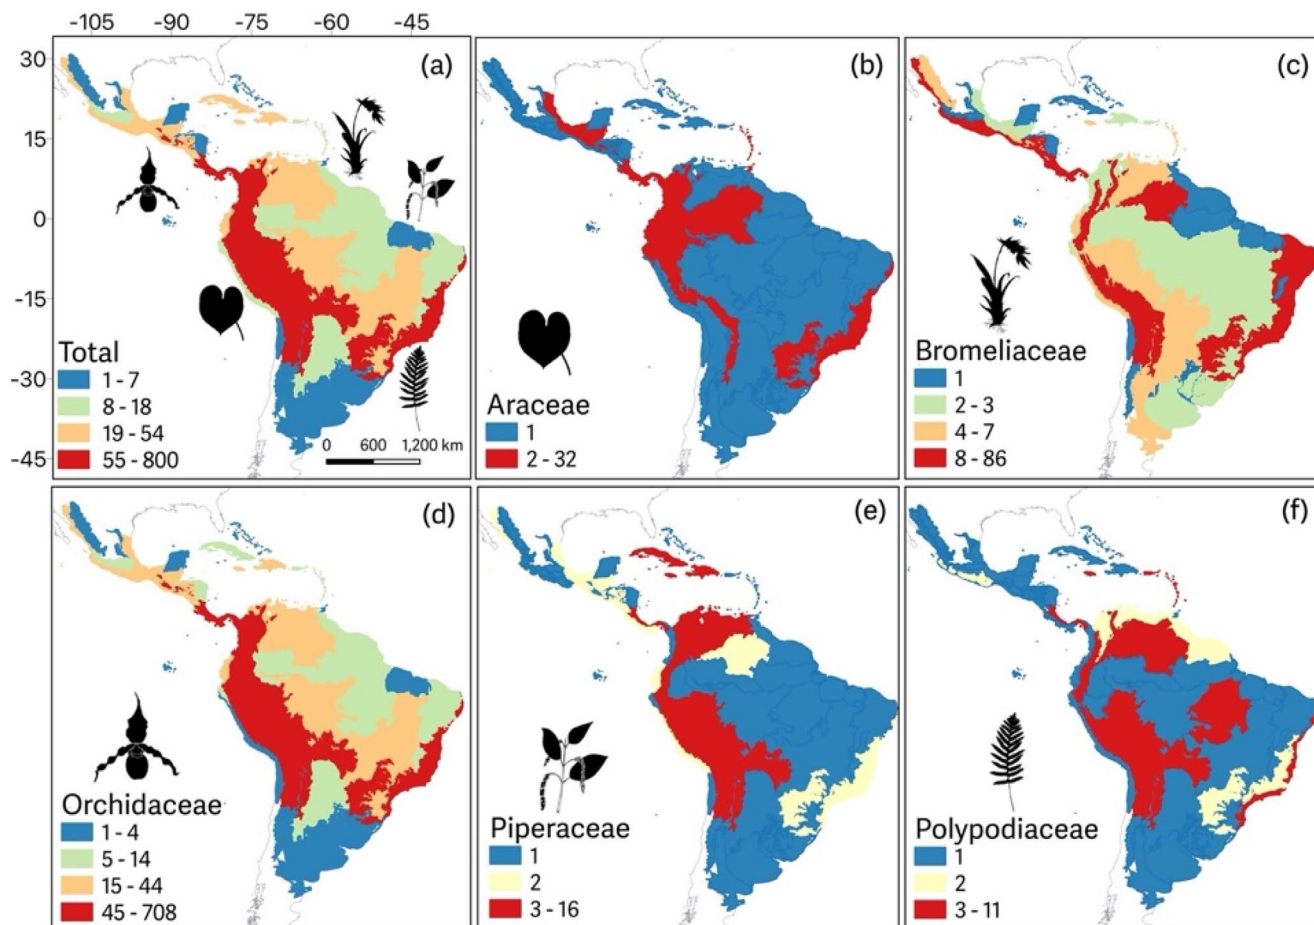 -105 -90 -75 -60 -45
30
15
0
-15
-30
-45
(a)
Total
1 - 7
8 - 18
19 - 54
55 - 800
0 600 1,200 km
(b)
Araceae
1
2 - 32
(c)
Bromeliaceae
1
2 - 3
4 - 7
8 - 86
(d)
Orchidaceae
1 - 4
5 - 14
15 - 44
45 - 708
(e)
Piperaceae
1
2
3 - 16
(f)
Polypodiaceae
1
2
3 - 11